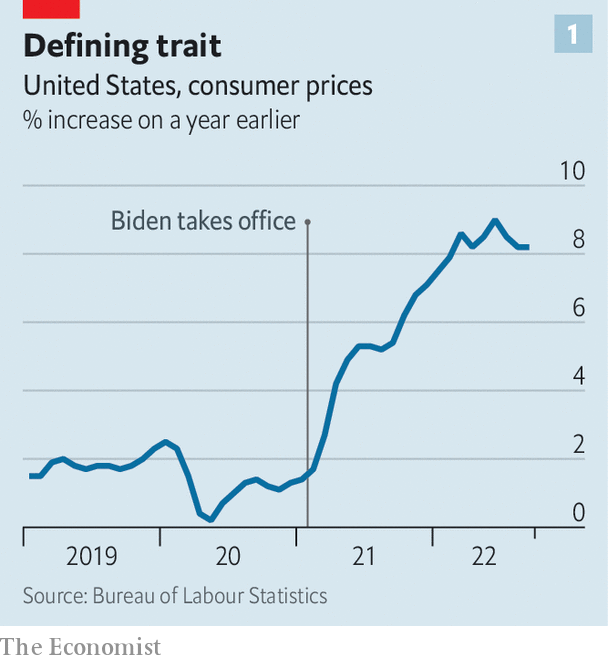 1
Defining trait
United States, consumer prices
% increase on a year earlier
10
Biden takes office
8
6
4
2
0
2019 20 21 22
Source: Bureau of Labour Statistics
The Economist